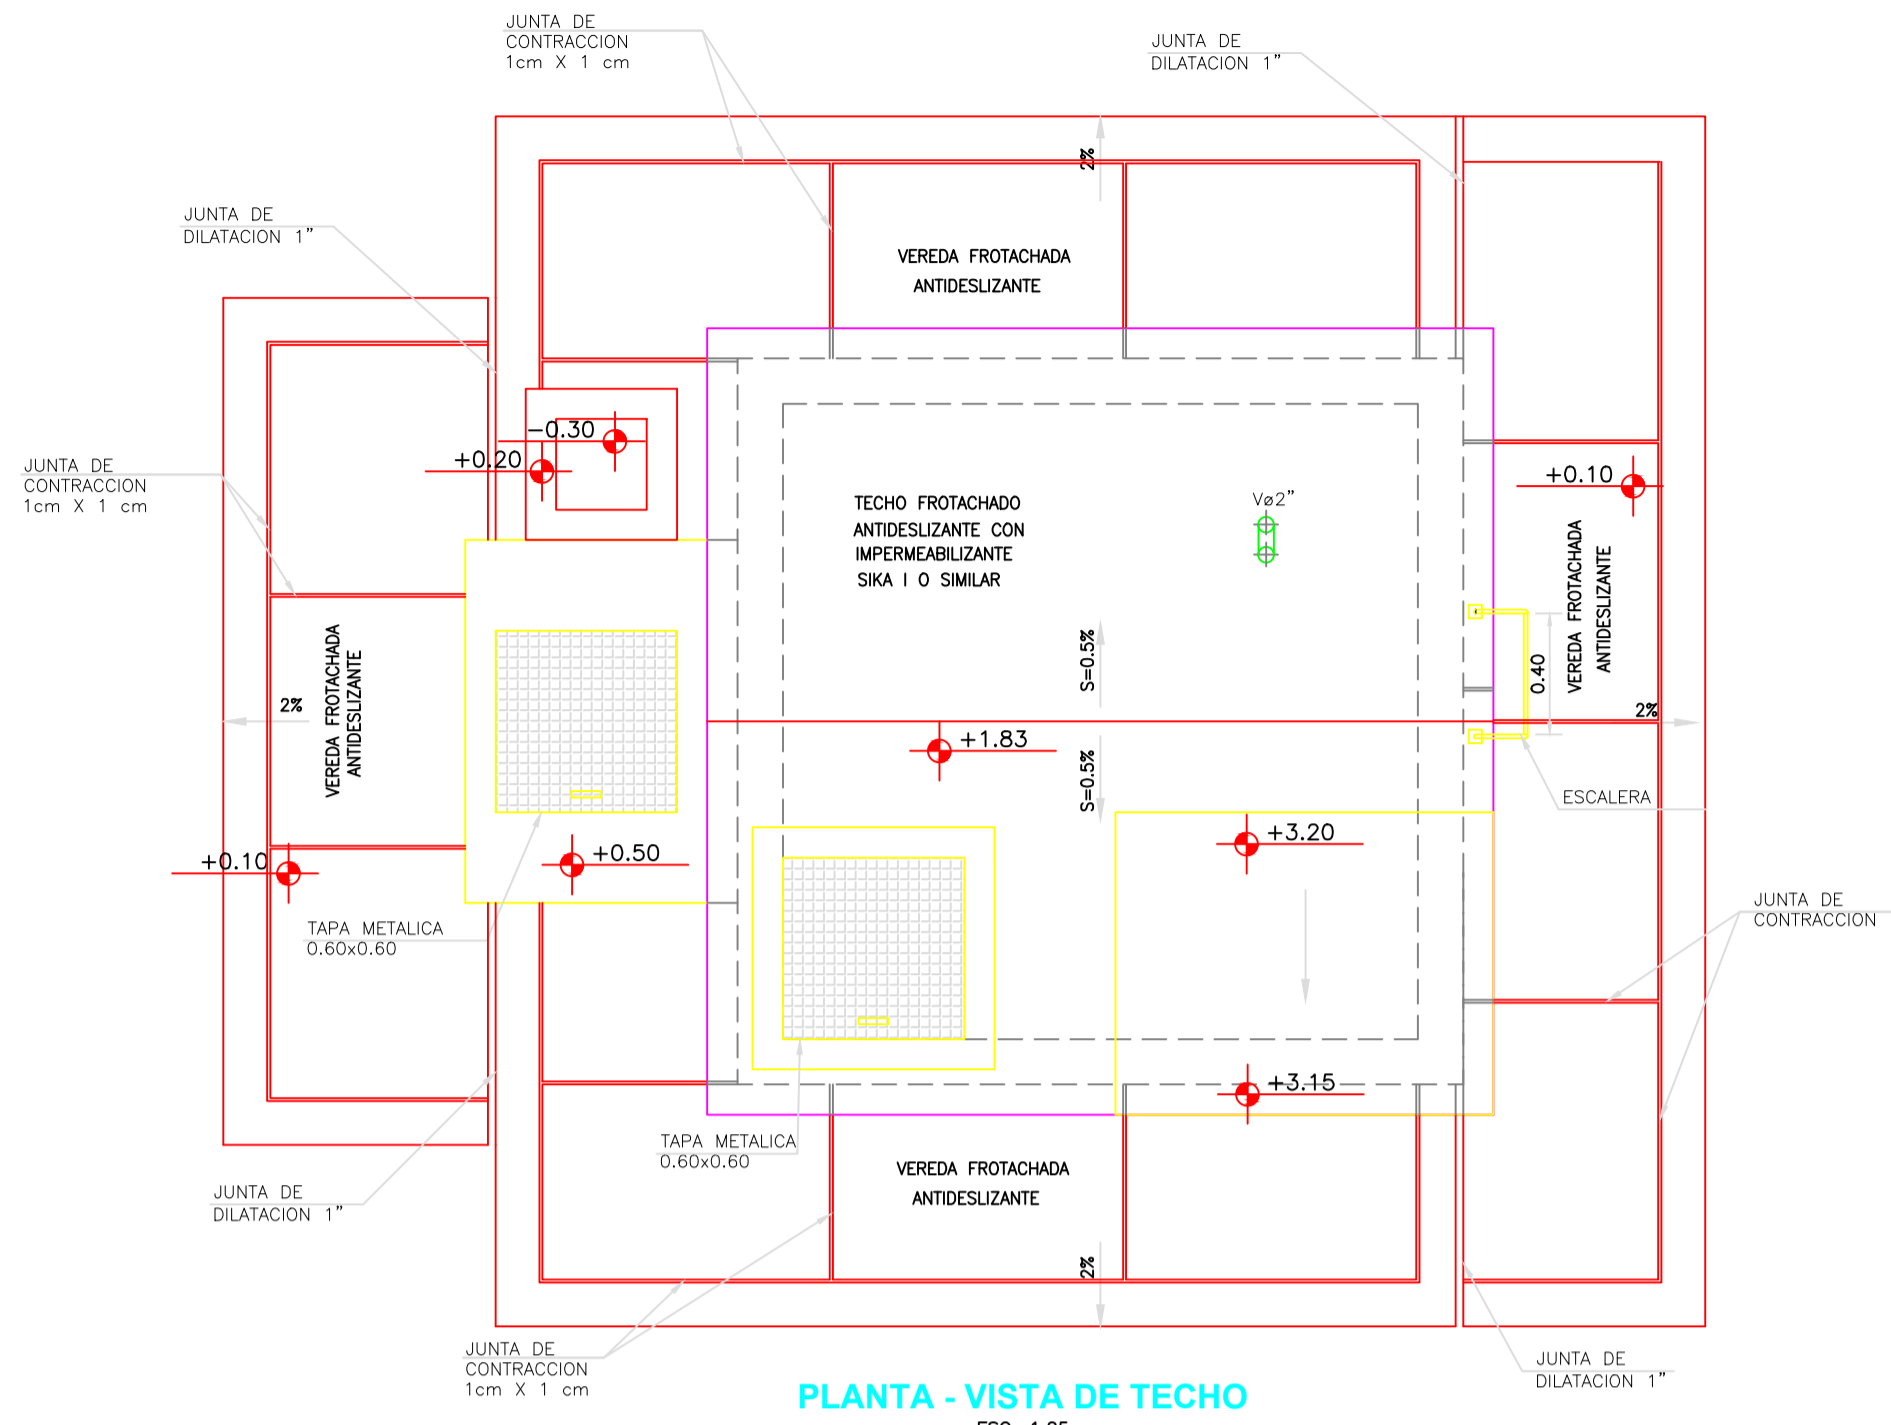 JUNTA DE
CONTRACCION
1cm X 1 cm
JUNTA DE
DILATACION 1”
JUNTA DE
DILATACION 1”
2%
VEREDA FROTACHADA
ANTIDESLIZANTE
-0.30
+0.20
JUNTA DE
CONTRACCION
1cm X 1 cm
+0.10
TECHO FROTACHADO
ANTIDESLIZANTE CON
IMPERMEABILIZANTE
SIKA I O SIMILAR
Vø2”
VEREDA FROTACHADA
ANTIDESLIZANTE
VEREDA FROTACHADA
ANTIDESLIZANTE
2%
S=0.5%
0.40
2%
+1.83
S=0.5%
ESCALERA
+3.20
+0.50
+0.10
TAPA METALICA
0.60x0.60
JUNTA DE
CONTRACCION
+3.15
TAPA METALICA
0.60x0.60
VEREDA FROTACHADA
ANTIDESLIZANTE
JUNTA DE
DILATACION 1”
2%
JUNTA DE
CONTRACCION
1cm X 1 cm
JUNTA DE
DILATACION 1”
PLANTA - VISTA DE TECHO